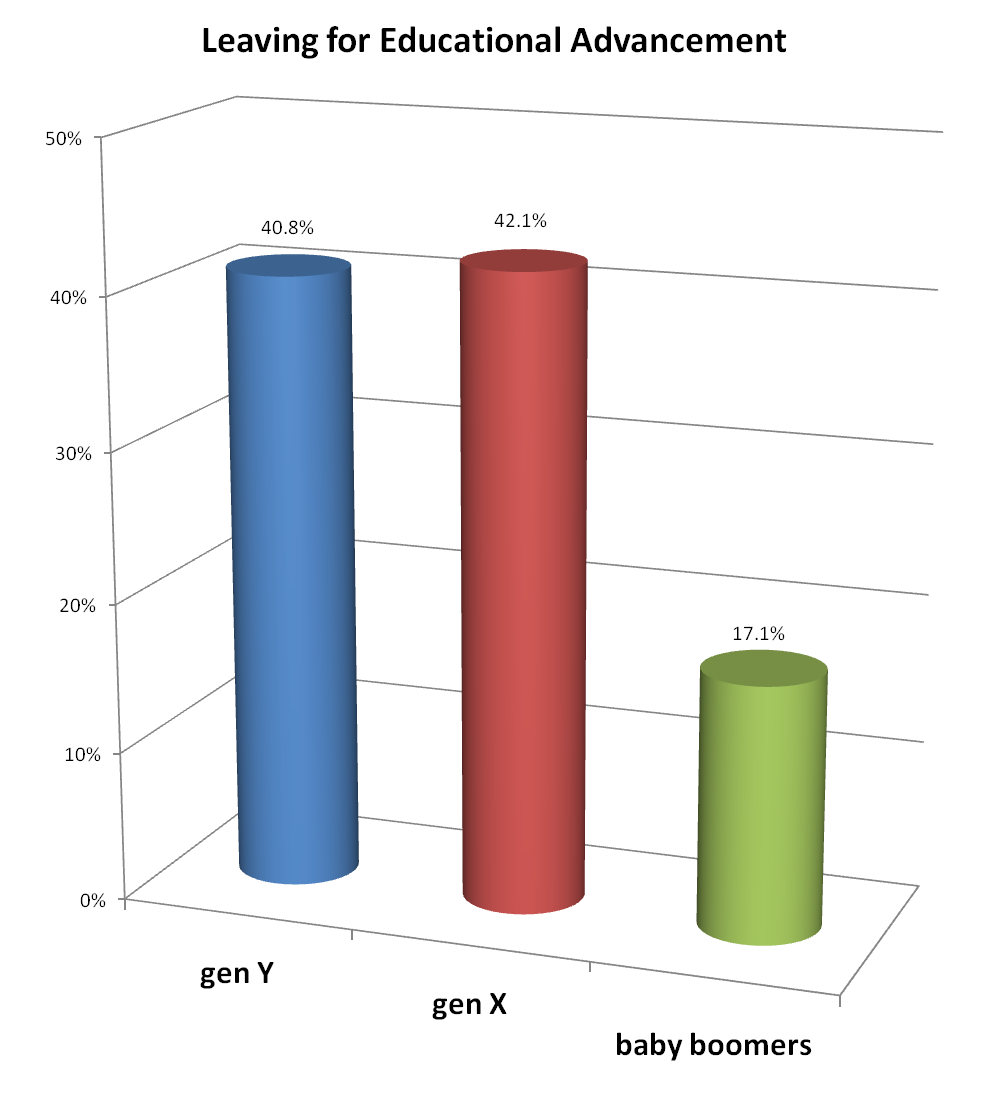 Leaving for Educational Advancement
50%
40%
30%
20%
10%
0%
40.8%
42.1%
17.1%
gen Y
gen X
baby boomers